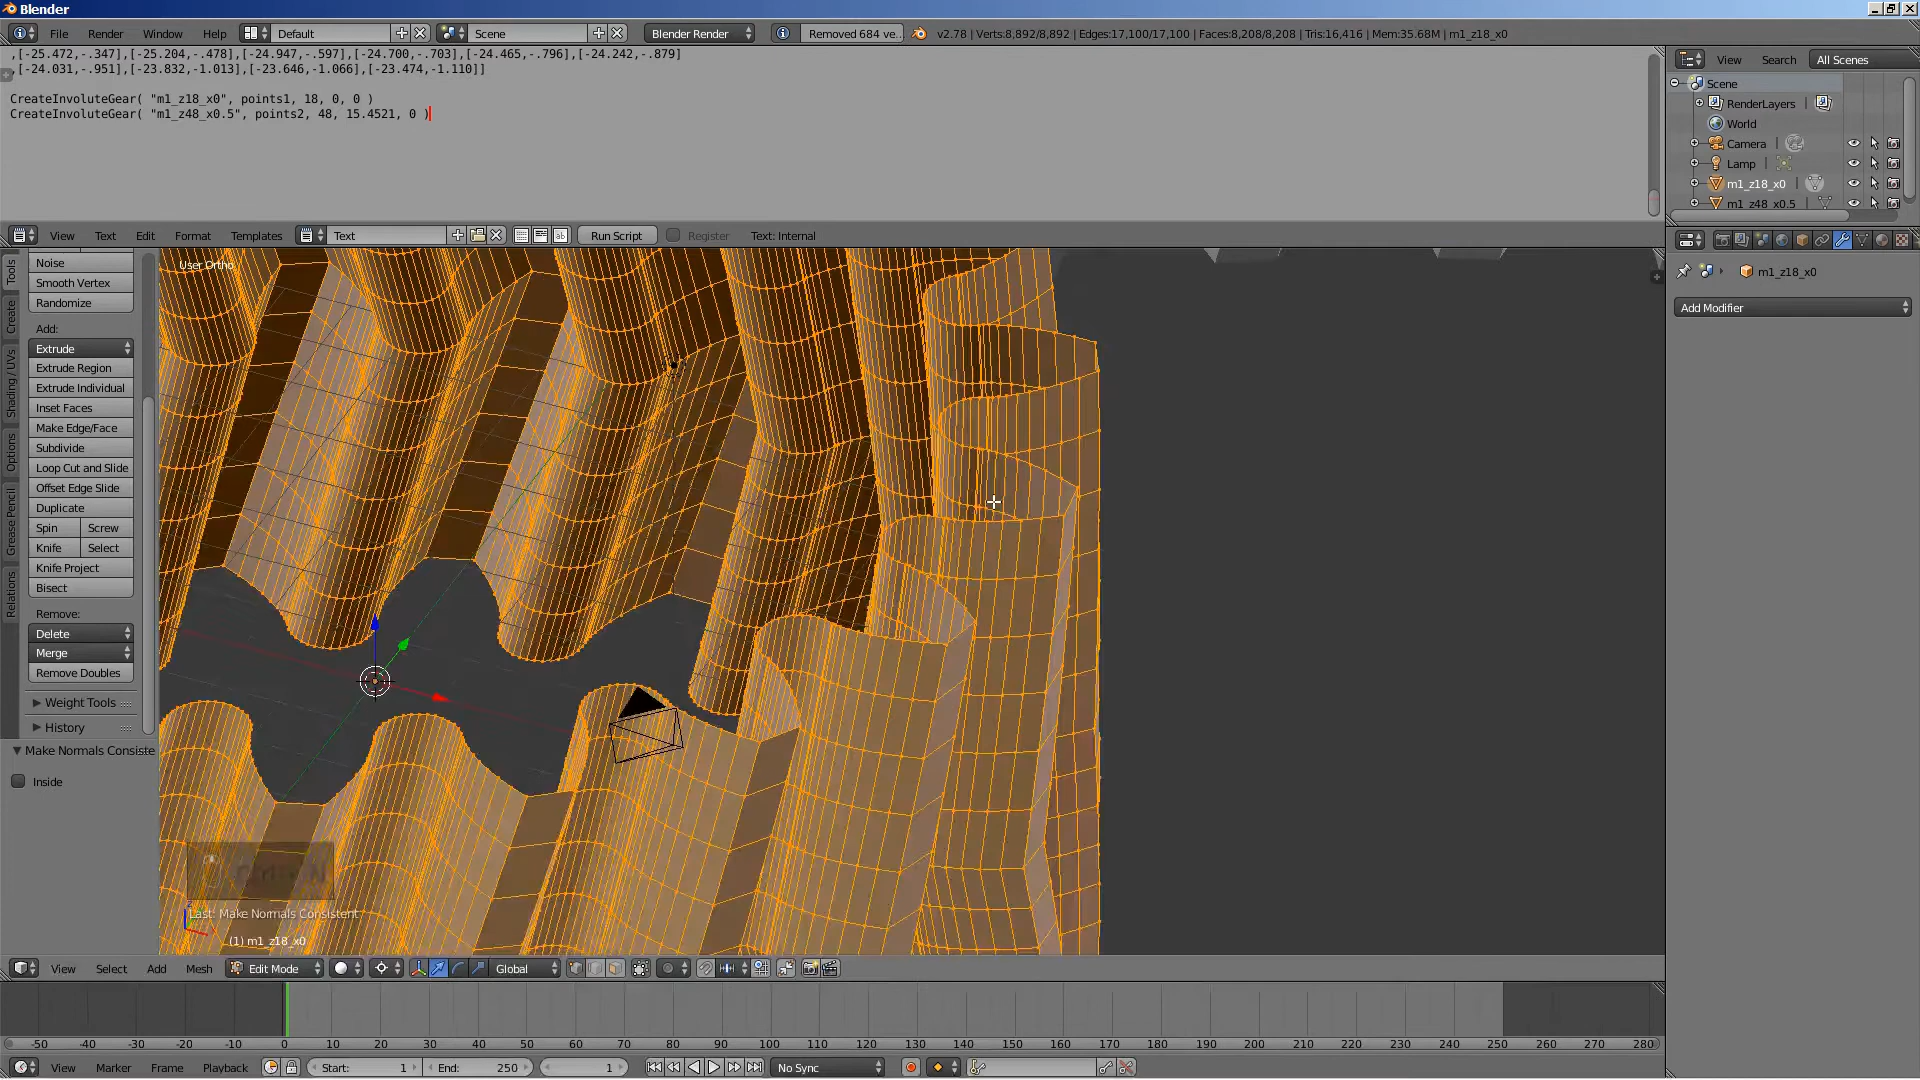 Blender
File Render Window Help Default Scene Blender Render Removed 684 ve.. v2.78 | Verts:8,892/8,892 | Edges:17,100/17,100 | Faces:8,208/8,208 | Tris:16,416 | Mem:35.68M | m1_z18_x0
,[-25.472,-.347],[-25.204,-.478],[-24.947,-.597],[-24.700,-.703],[-24.465,-.796],[-24.242,-.879]
,[-24.031,-.951],[-23.832,-1.013],[-23.646,-1.066],[-23.474,-1.110]]
CreateInvoluteGear( "m1_z18_x0", points1, 18, 0, 0 )
CreateInvoluteGear( "m1_z48_x0.5", points2, 48, 15.4521, 0 )
View Search All Scenes
Scene
RenderLayers
World
Camera
Lamp
m1_z18_x0
m1_z48_x0.5
View Text Edit Format Templates Text Run Script Register Text: Internal
m1_z18_x0
Add Modifier
Tools
Create
Shading / UVs
Options
Grease Pencil
Relations
Noise
Smooth Vertex
Randomize
Add:
Extrude
Extrude Region
Extrude Individual
Inset Faces
Make Edge/Face
Subdivide
Loop Cut and Slide
Offset Edge Slide
Duplicate
Spin Screw
Knife Select
Knife Project
Bisect
Remove:
Delete
Merge
Remove Doubles
Weight Tools
History
Make Normals Consiste
Inside
User Ortho
Ctrl + N
Last: Make Normals Consistent
(1) m1_z18_x0
View Select Add Mesh Edit Mode Global
-50 -40 -30 -20 -10 0 10 20 30 40 50 60 70 80 90 100 110 120 130 140 150 160 170 180 190 200 210 220 230 240 250 260 270 280
View Marker Frame Playback Start: 1 End: 250 1 No Sync